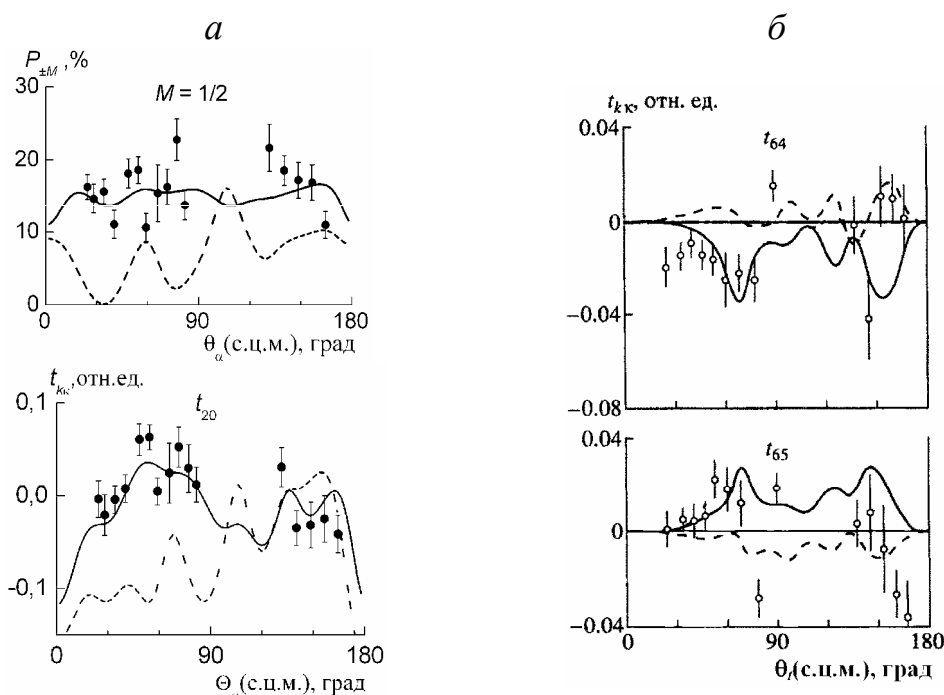 а
P±M ,%
M = 1/2
30
20
10
0
0 90 180
θα(с.ц.м.), град
tkκ,отн.ед.
t20
0,1
0,0
-0,1
0 90 180
Θα(с.ц.м.), град
б
tkκ, отн. ед.
t64
0.04
0
−0.04
−0.08
t65
0.04
0
−0.04
0 90 180
θf(с.ц.м.), град